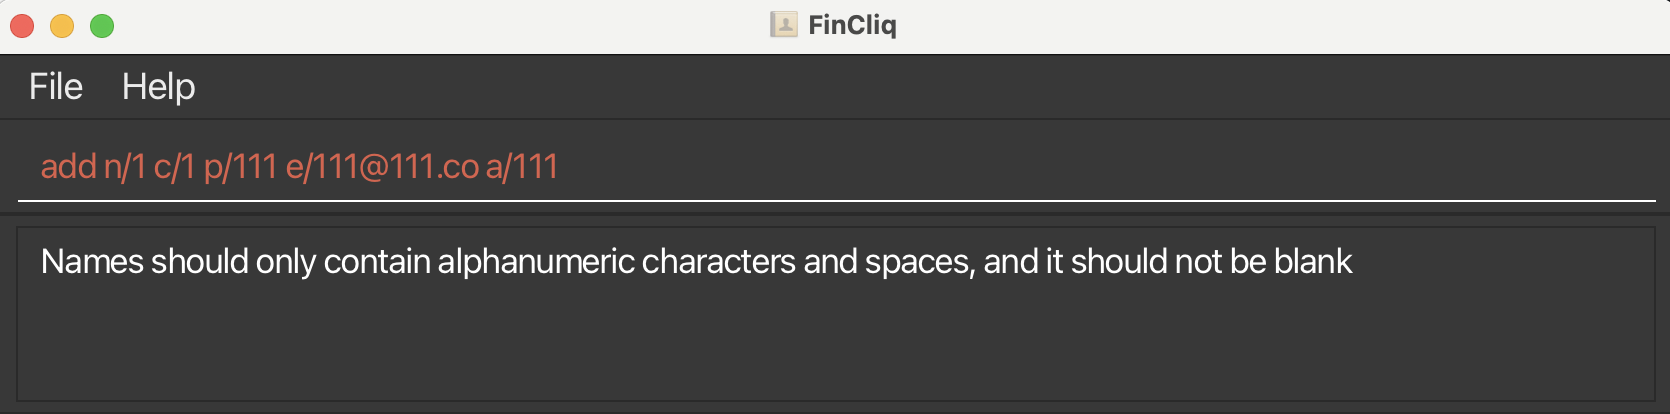 FinCliq
File Help
add n/1 c/1 p/111 e/111@111.co a/111
Names should only contain alphanumeric characters and spaces, and it should not be blank